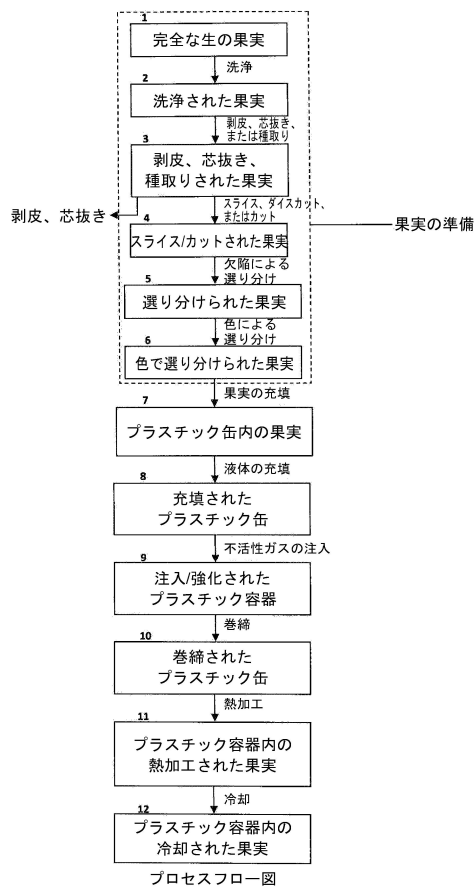 1
完全な生の果実
洗浄
2
洗浄された果実
剥皮、芯抜き、
または種取り
3
剥皮、芯抜き、
種取りされた果実
剥皮、芯抜き
スライス、ダイスカット、
またはカット
果実の準備
4
スライス/カットされた果実
欠陥による
選り分け
5
選り分けられた果実
色による
選り分け
6
色で選り分けられた果実
果実の充填
7
プラスチック缶内の果実
液体の充填
8
充填された
プラスチック缶
不活性ガスの注入
9
注入/強化された
プラスチック容器
巻締
10
巻締された
プラスチック缶
熱加工
11
プラスチック容器内の
熱加工された果実
冷却
12
プラスチック容器内の
冷却された果実
プロセスフロー図